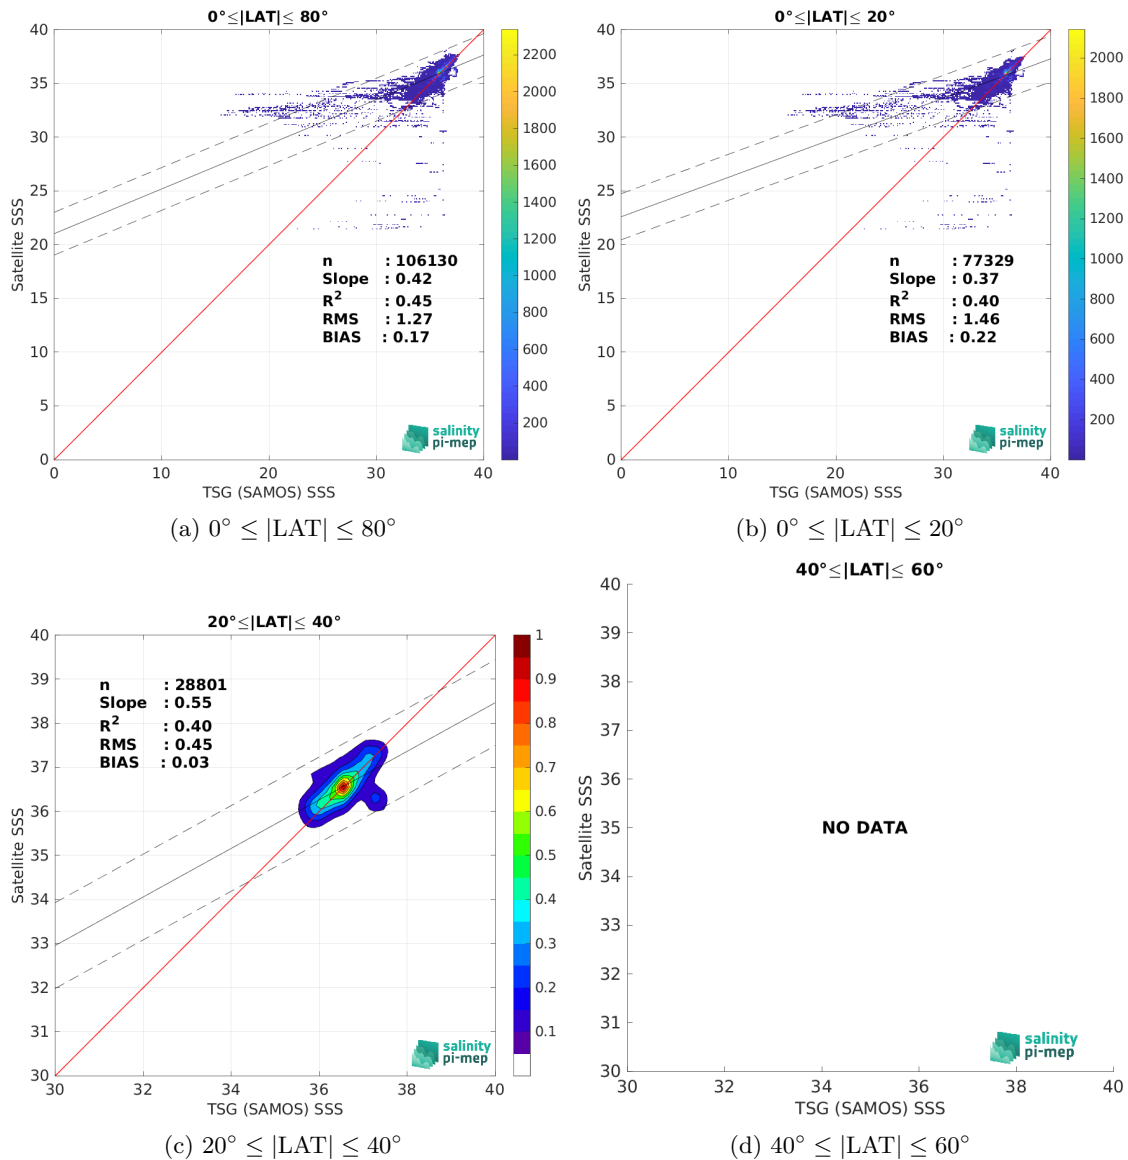 0°≤|LAT|≤ 80°
Satellite SSS
40
35
30
25
20
15
10
5
0
n : 106130
Slope : 0.42
R² : 0.45
RMS : 1.27
BIAS : 0.17
salinity
pi-mep
0 10 20 30 40
TSG (SAMOS) SSS
2200
2000
1800
1600
1400
1200
1000
800
600
400
200
(a) 0° ≤ |LAT| ≤ 80°
0°≤|LAT|≤ 20°
Satellite SSS
40
35
30
25
20
15
10
5
0
n : 77329
Slope : 0.37
R² : 0.40
RMS : 1.46
BIAS : 0.22
salinity
pi-mep
0 10 20 30 40
TSG (SAMOS) SSS
2000
1800
1600
1400
1200
1000
800
600
400
200
(b) 0° ≤ |LAT| ≤ 20°
20°≤|LAT|≤ 40°
Satellite SSS
40
39
38
37
36
35
34
33
32
31
30
n : 28801
Slope : 0.55
R² : 0.40
RMS : 0.45
BIAS : 0.03
salinity
pi-mep
30 32 34 36 38 40
TSG (SAMOS) SSS
1
0.9
0.8
0.7
0.6
0.5
0.4
0.3
0.2
0.1
(c) 20° ≤ |LAT| ≤ 40°
40°≤|LAT|≤ 60°
Satellite SSS
40
39
38
37
36
35
34
33
32
31
30
NO DATA
salinity
pi-mep
30 32 34 36 38 40
TSG (SAMOS) SSS
(d) 40° ≤ |LAT| ≤ 60°